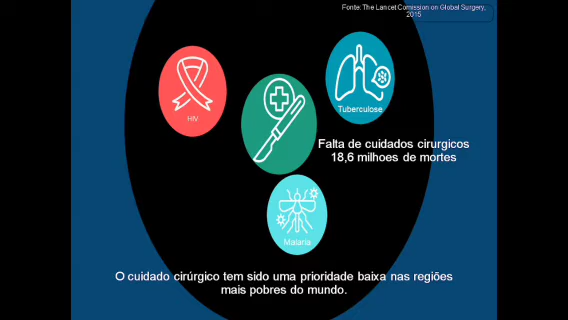 Fonte: The Lancet Comission on Global Surgery,
2015
HIV
Tuberculose
Falta de cuidados cirurgicos
18,6 milhoes de mortes
Malaria
O cuidado cirúrgico tem sido uma prioridade baixa nas regiões
mais pobres do mundo.